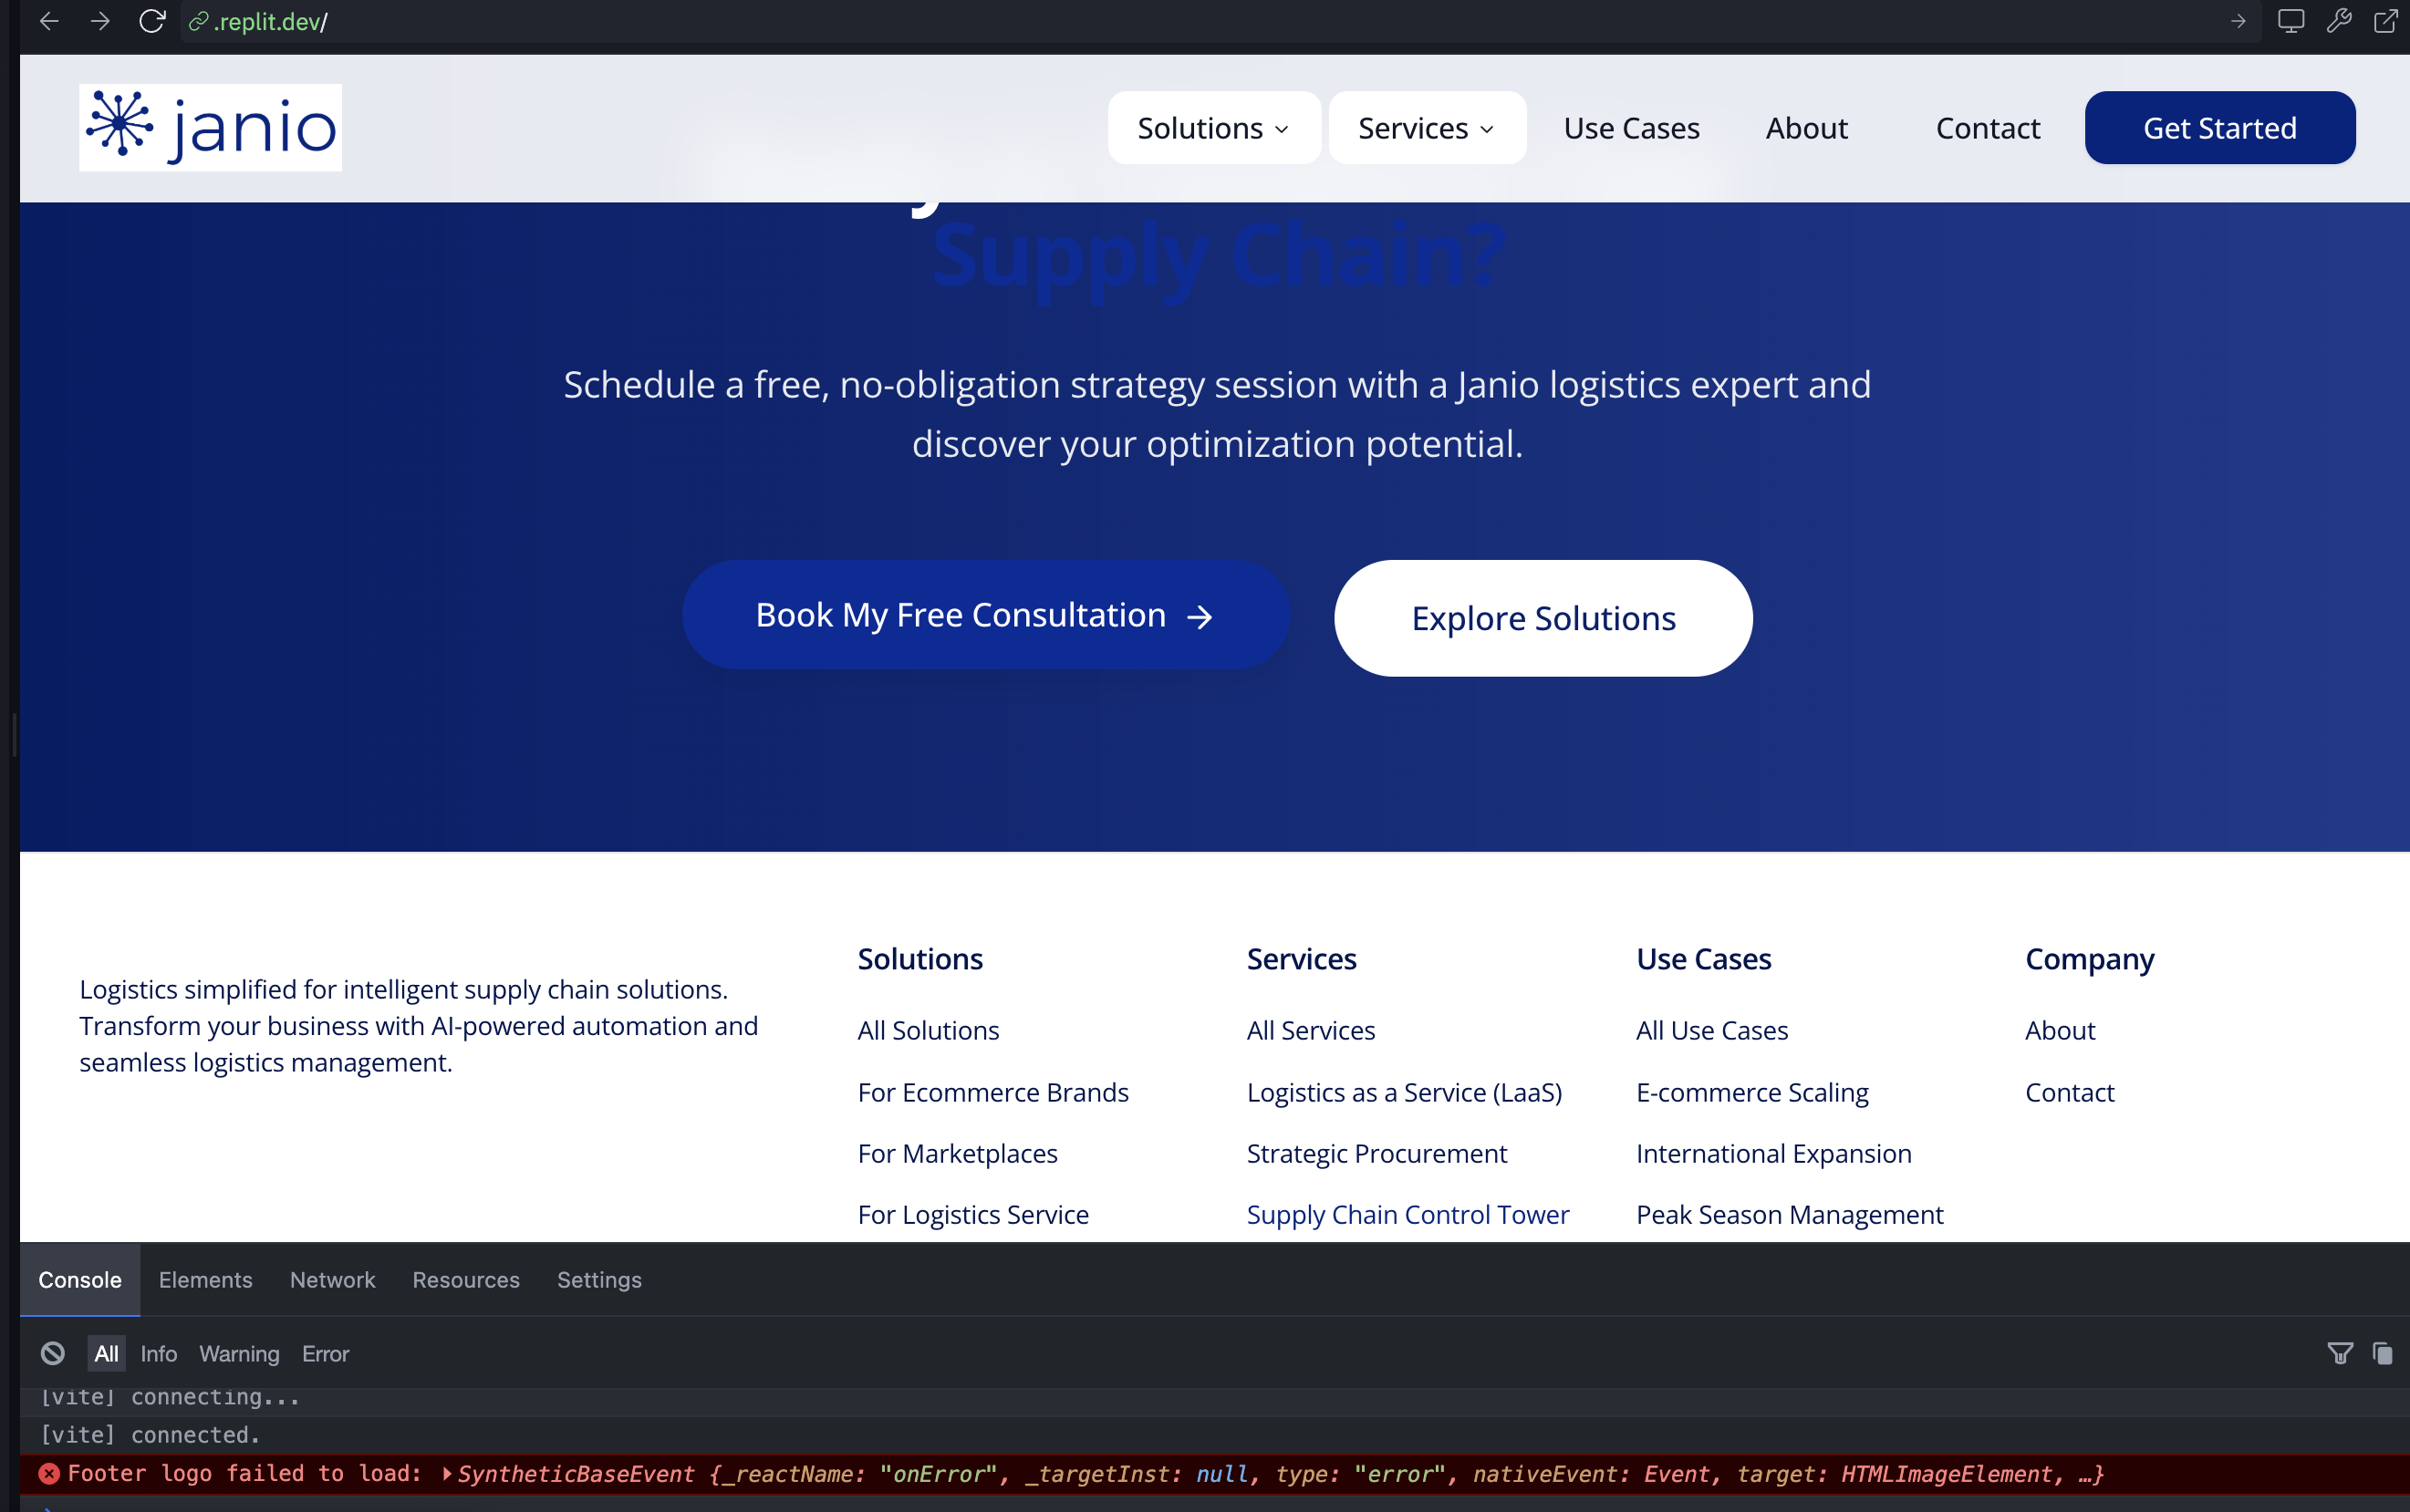 .replit.dev/
janio
Solutions
Services
Use Cases
About
Contact
Get Started
Supply Chain?
Schedule a free, no-obligation strategy session with a Janio logistics expert and
discover your optimization potential.
Book My Free Consultation →
Explore Solutions
Logistics simplified for intelligent supply chain solutions.
Transform your business with AI-powered automation and
seamless logistics management.
Solutions
All Solutions
For Ecommerce Brands
For Marketplaces
For Logistics Service
Services
All Services
Logistics as a Service (LaaS)
Strategic Procurement
Supply Chain Control Tower
Use Cases
All Use Cases
E-commerce Scaling
International Expansion
Peak Season Management
Company
About
Contact
Console
Elements
Network
Resources
Settings
All
Info
Warning
Error
[vite] connecting...
[vite] connected.
Footer logo failed to load: SyntheticBaseEvent {_reactName: "onError", _targetInst: null, type: "error", nativeEvent: Event, target: HTMLImageElement, …}